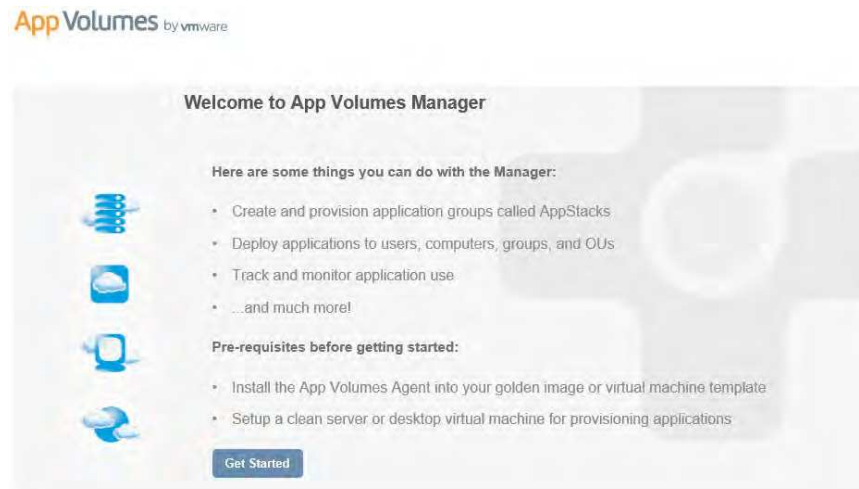 App Volumes by vmware
Welcome to App Volumes Manager
Here are some things you can do with the Manager:
• Create and provision application groups called AppStacks
• Deploy applications to users, computers, groups, and OUs
• Track and monitor application use
• ...and much more!
Pre-requisites before getting started:
• Install the App Volumes Agent into your golden image or virtual machine template
• Setup a clean server or desktop virtual machine for provisioning applications
Get Started